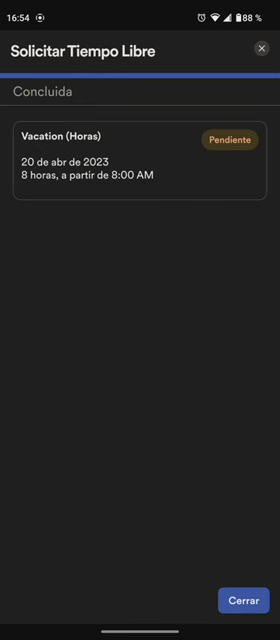 16:54
88 %
Solicitar Tiempo Libre
Concluida
Vacation (Horas)
Pendiente
20 de abr de 2023
8 horas, a partir de 8:00 AM
Cerrar